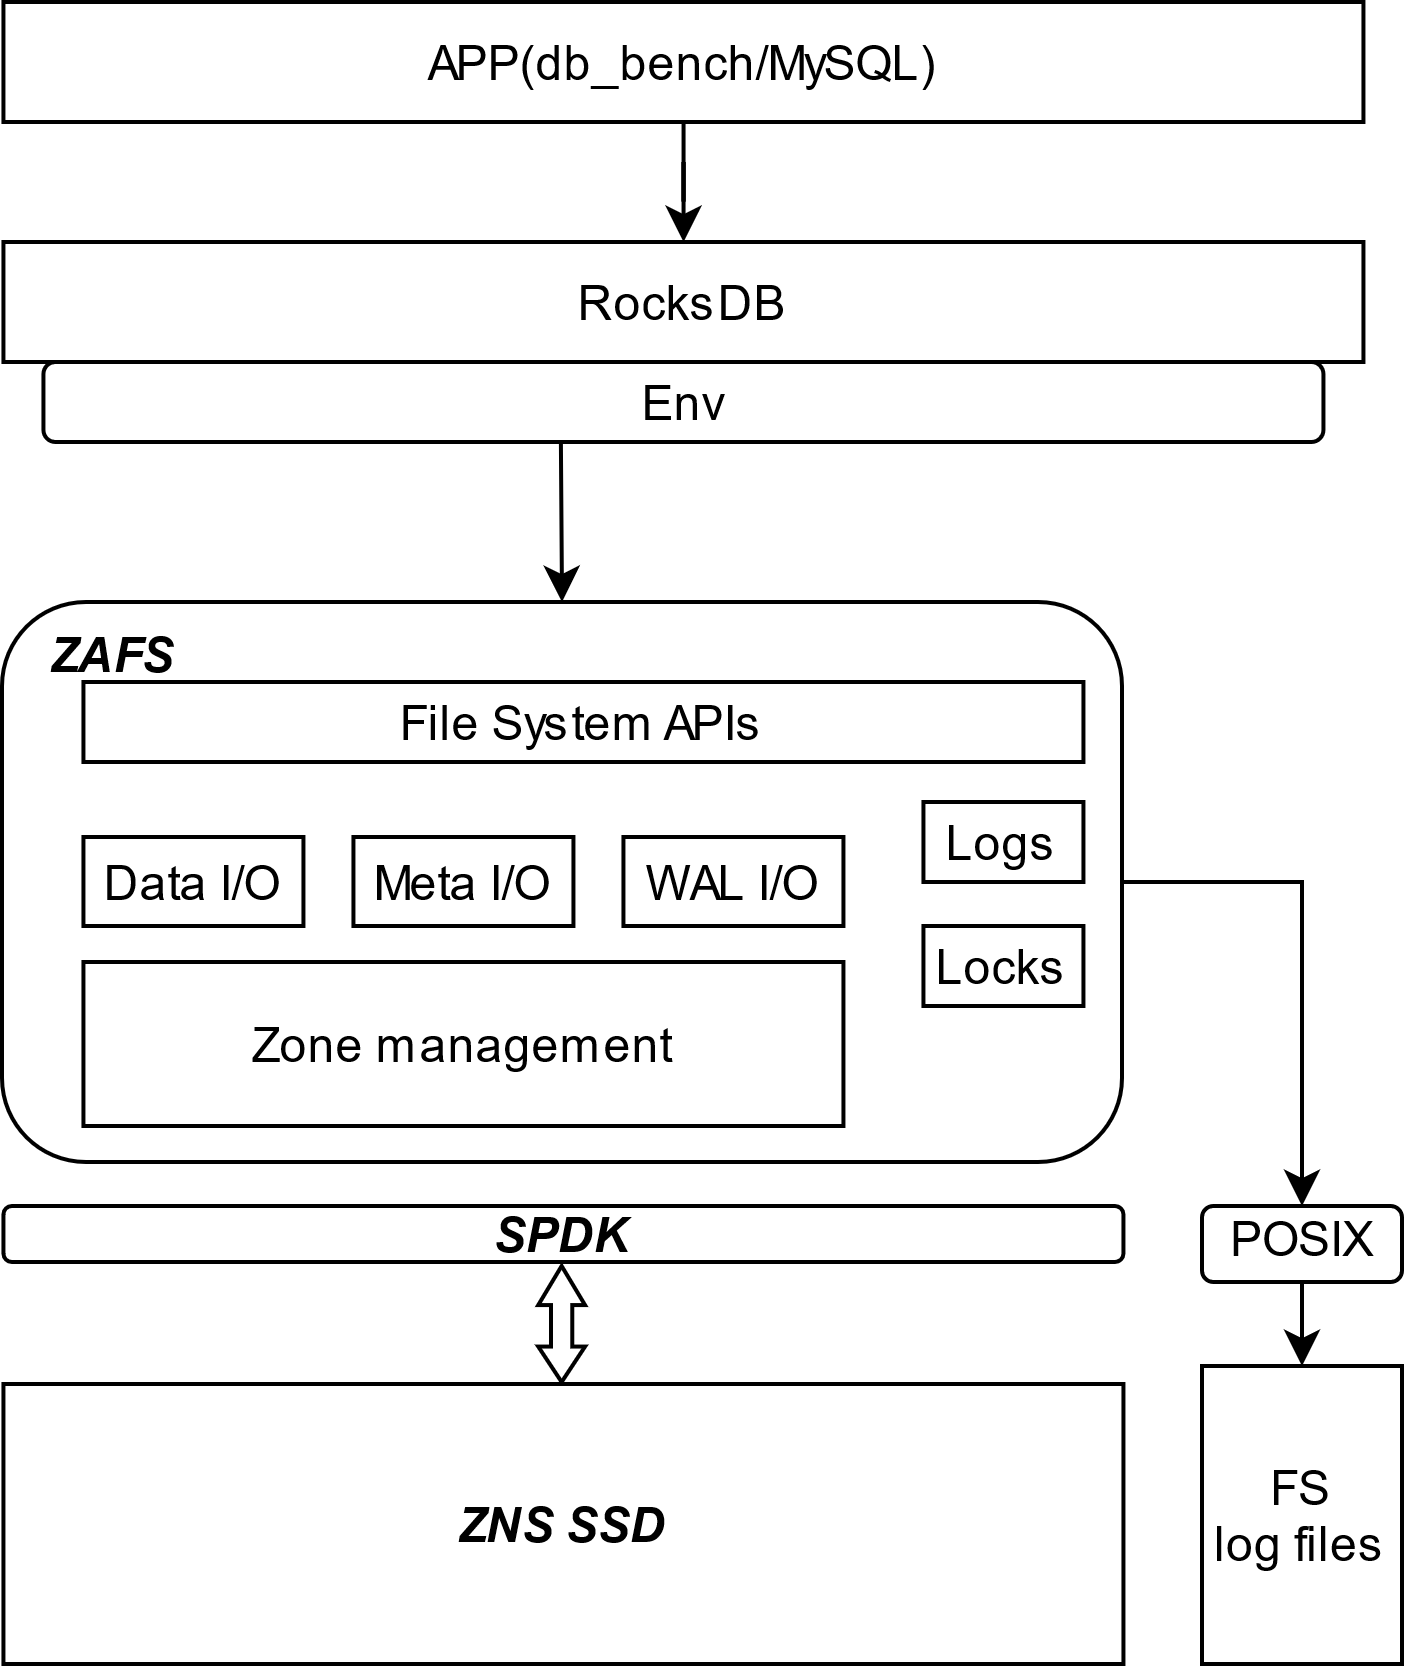 APP(db_bench/MySQL)
RocksDB
Env
ZAFS
File System APIs
Data I/O
Meta I/O
WAL I/O
Logs
Locks
Zone management
SPDK
POSIX
ZNS SSD
FS
log files